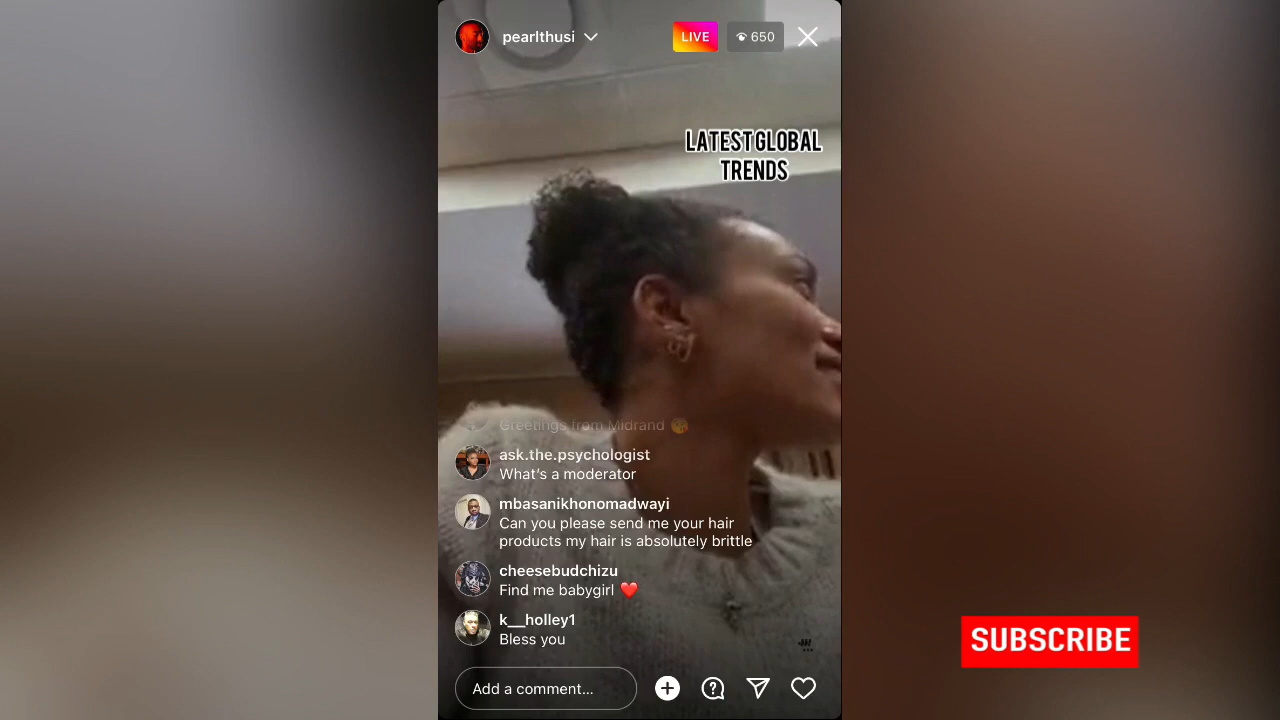 pearlthusi
LIVE
650
LATEST GLOBAL
TRENDS
Greetings from Midrand 🤗
ask.the.psychologist
What's a moderator
mbasanikhonomadwayi
Can you please send me your hair
products my hair is absolutely brittle
cheesebudchizu
Find me babygirl ❤️
k__holley1
Bless you
Add a comment...
SUBSCRIBE